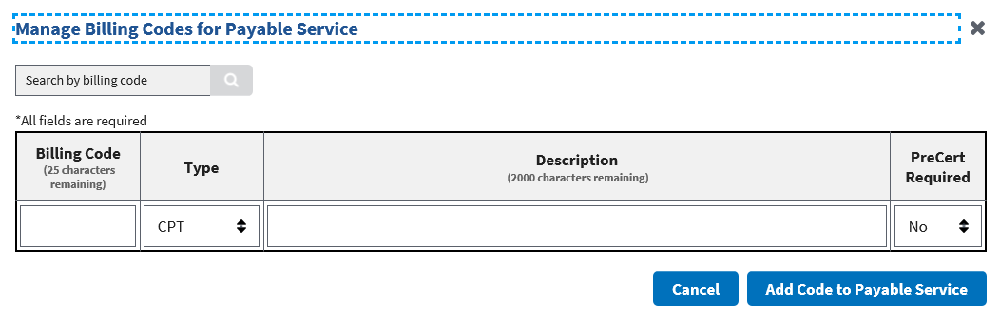 Manage Billing Codes for Payable Service
Search by billing code
*All fields are required
Billing Code
(25 characters
remaining)
Type
Description
(2000 characters remaining)
PreCert
Required
CPT
No
Cancel
Add Code to Payable Service